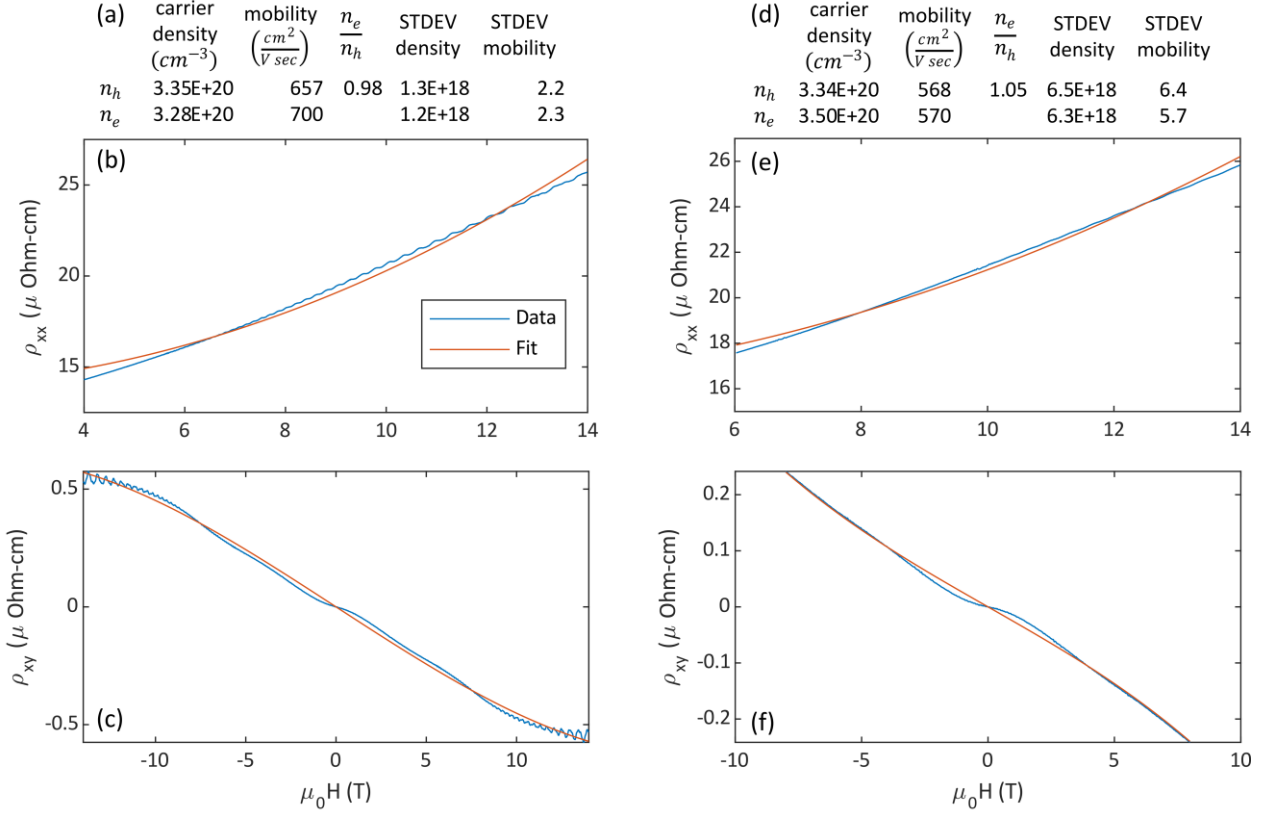 (a) carrier density (cm⁻³) mobility (cm²/V sec) n_e/n_h STDEV density STDEV mobility
n_h 3.35E+20 657 0.98 1.3E+18 2.2
n_e 3.28E+20 700 1.2E+18 2.3
(b)
25
20
15
ρ_xx (μ Ohm-cm)
Data
Fit
4 6 8 10 12 14
0.5
0
-0.5
ρ_xy (μ Ohm-cm)
(c)
-10 -5 0 5 10
μ₀H (T)
(d) carrier density (cm⁻³) mobility (cm²/V sec) n_e/n_h STDEV density STDEV mobility
n_h 3.34E+20 568 1.05 6.5E+18 6.4
n_e 3.50E+20 570 6.3E+18 5.7
(e)
26
24
22
20
18
16
ρ_xx (μ Ohm-cm)
6 8 10 12 14
0.2
0.1
0
-0.1
-0.2
ρ_xy (μ Ohm-cm)
(f)
-10 -5 0 5 10
μ₀H (T)